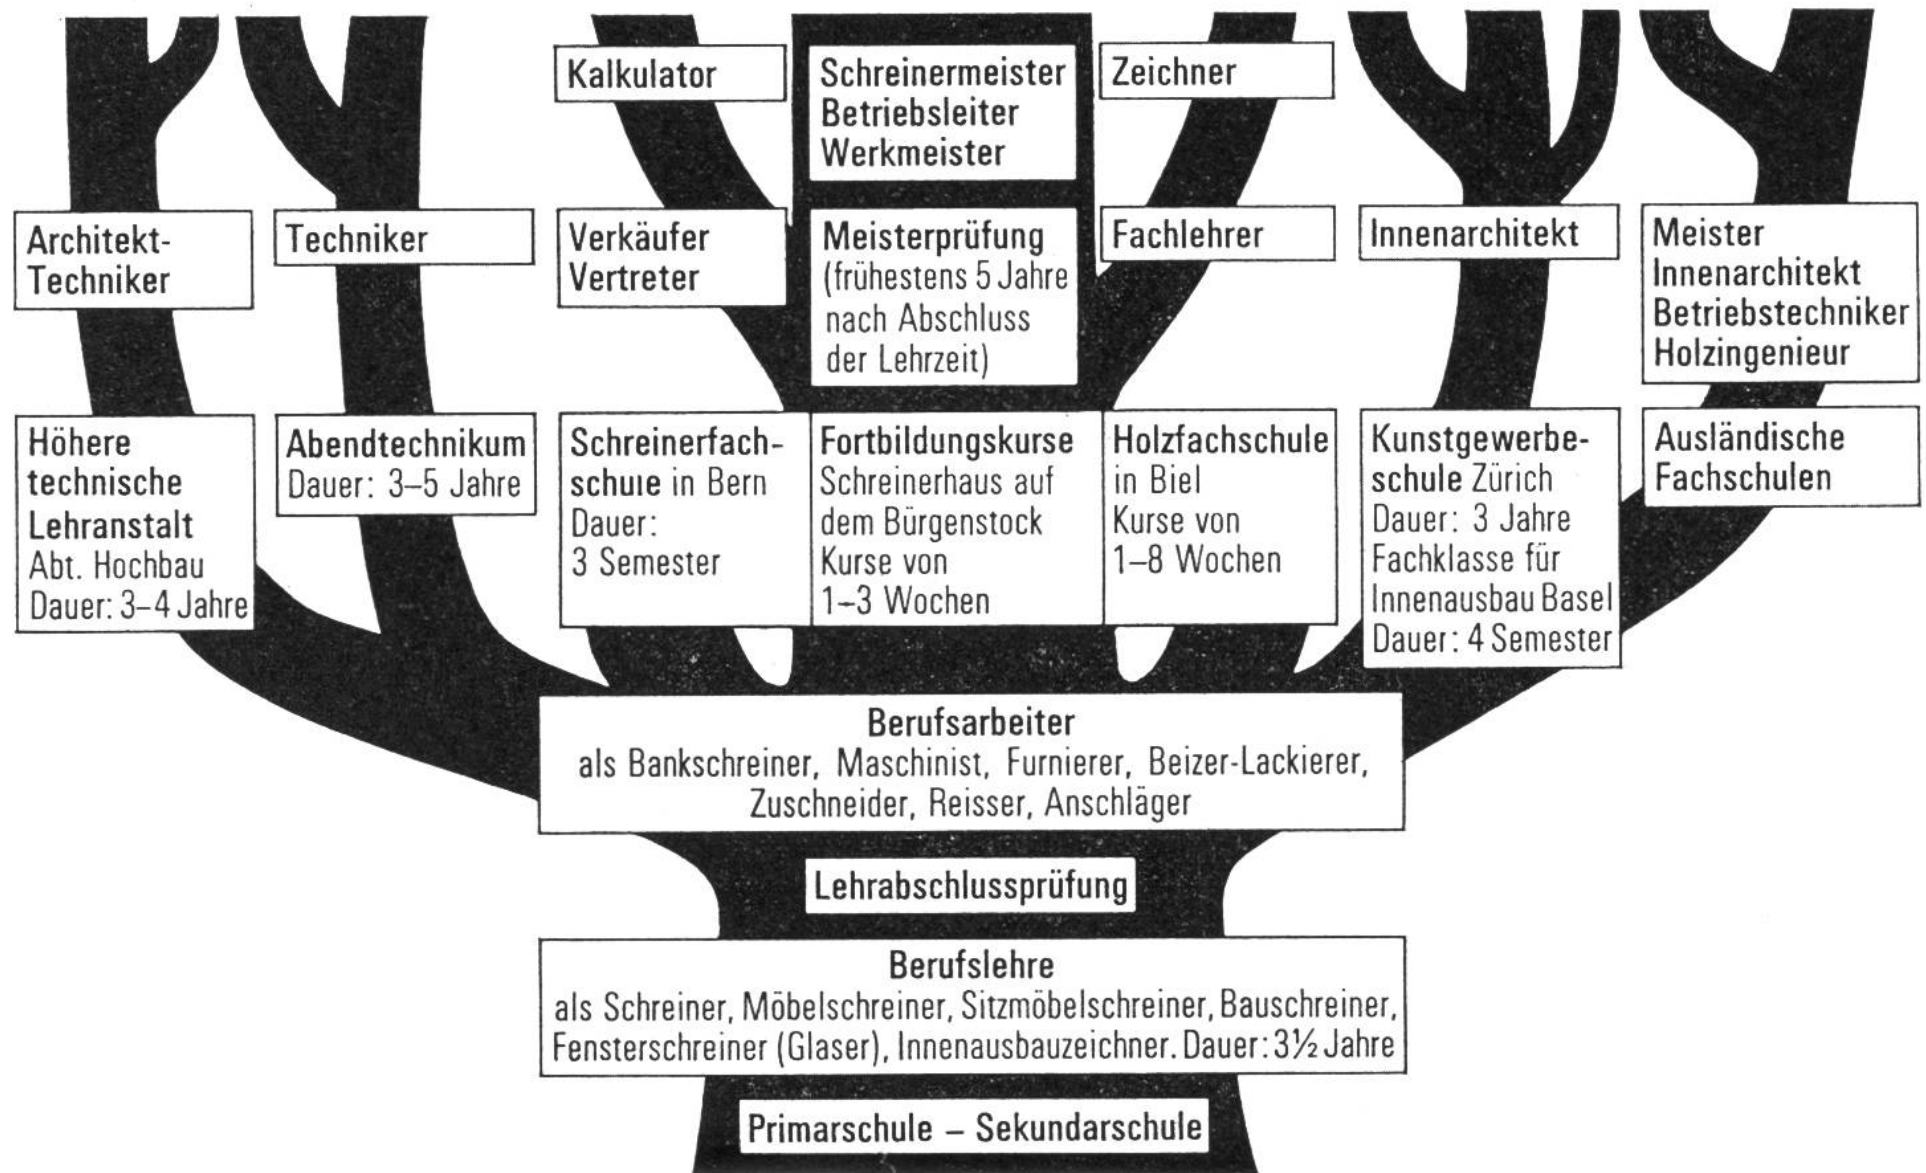 Kalkulator
Schreinermeister
Betriebsleiter
Werkmeister
Zeichner
Architekt-
Techniker
Techniker
Verkäufer
Vertreter
Meisterprüfung
(frühestens 5 Jahre
nach Abschluss
der Lehrzeit)
Fachlehrer
Innenarchitekt
Meister
Innenarchitekt
Betriebstechniker
Holzingenieur
Höhere
technische
Lehranstalt
Abt. Hochbau
Dauer: 3–4 Jahre
Abendtechnikum
Dauer: 3–5 Jahre
Schreinerfach-
schule in Bern
Dauer:
3 Semester
Fortbildungskurse
Schreinerhaus auf
dem Bürgenstock
Kurse von
1–3 Wochen
Holzfachschule
in Biel
Kurse von
1–8 Wochen
Kunstgewerbe-
schule Zürich
Dauer: 3 Jahre
Fachklasse für
Innenausbau Basel
Dauer: 4 Semester
Ausländische
Fachschulen
Berufsarbeiter
als Bankschreiner, Maschinist, Furnierer, Beizer-Lackierer,
Zuschneider, Reisser, Anschläger
Lehrabschlussprüfung
Berufslehre
als Schreiner, Möbelschreiner, Sitzmöbelschreiner, Bauschreiner,
Fensterschreiner (Glaser), Innenausbauzeichner. Dauer: 3½ Jahre
Primarschule – Sekundarschule